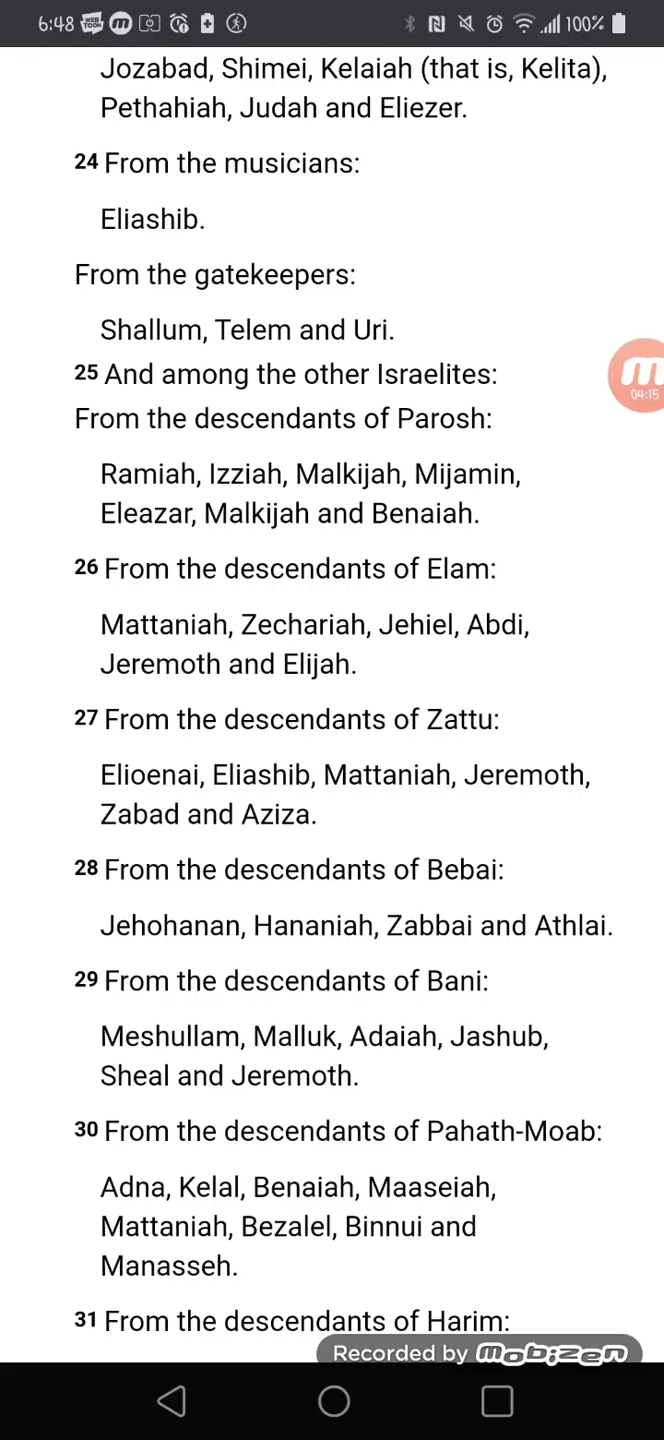 6:48 WEB TOON m 100%
Jozabad, Shimei, Kelaiah (that is, Kelita),
Pethahiah, Judah and Eliezer.
24 From the musicians:
Eliashib.
From the gatekeepers:
Shallum, Telem and Uri.
25 And among the other Israelites:
m
04:15
From the descendants of Parosh:
Ramiah, Izziah, Malkijah, Mijamin,
Eleazar, Malkijah and Benaiah.
26 From the descendants of Elam:
Mattaniah, Zechariah, Jehiel, Abdi,
Jeremoth and Elijah.
27 From the descendants of Zattu:
Elioenai, Eliashib, Mattaniah, Jeremoth,
Zabad and Aziza.
28 From the descendants of Bebai:
Jehohanan, Hananiah, Zabbai and Athlai.
29 From the descendants of Bani:
Meshullam, Malluk, Adaiah, Jashub,
Sheal and Jeremoth.
30 From the descendants of Pahath-Moab:
Adna, Kelal, Benaiah, Maaseiah,
Mattaniah, Bezalel, Binnui and
Manasseh.
31 From the descendants of Harim:
Recorded by mobizen